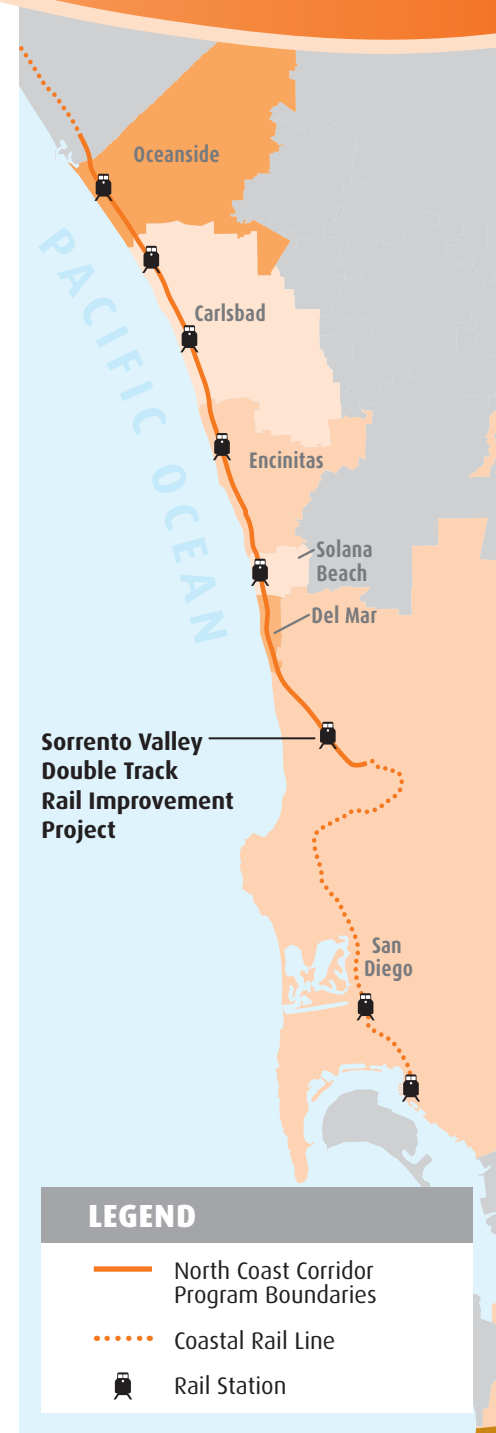 Oceanside
PACIFIC OCEAN
Carlsbad
Encinitas
Solana
Beach
Del Mar
Sorrento Valley
Double Track
Rail Improvement
Project
San
Diego
LEGEND
North Coast Corridor
Program Boundaries
Coastal Rail Line
Rail Station